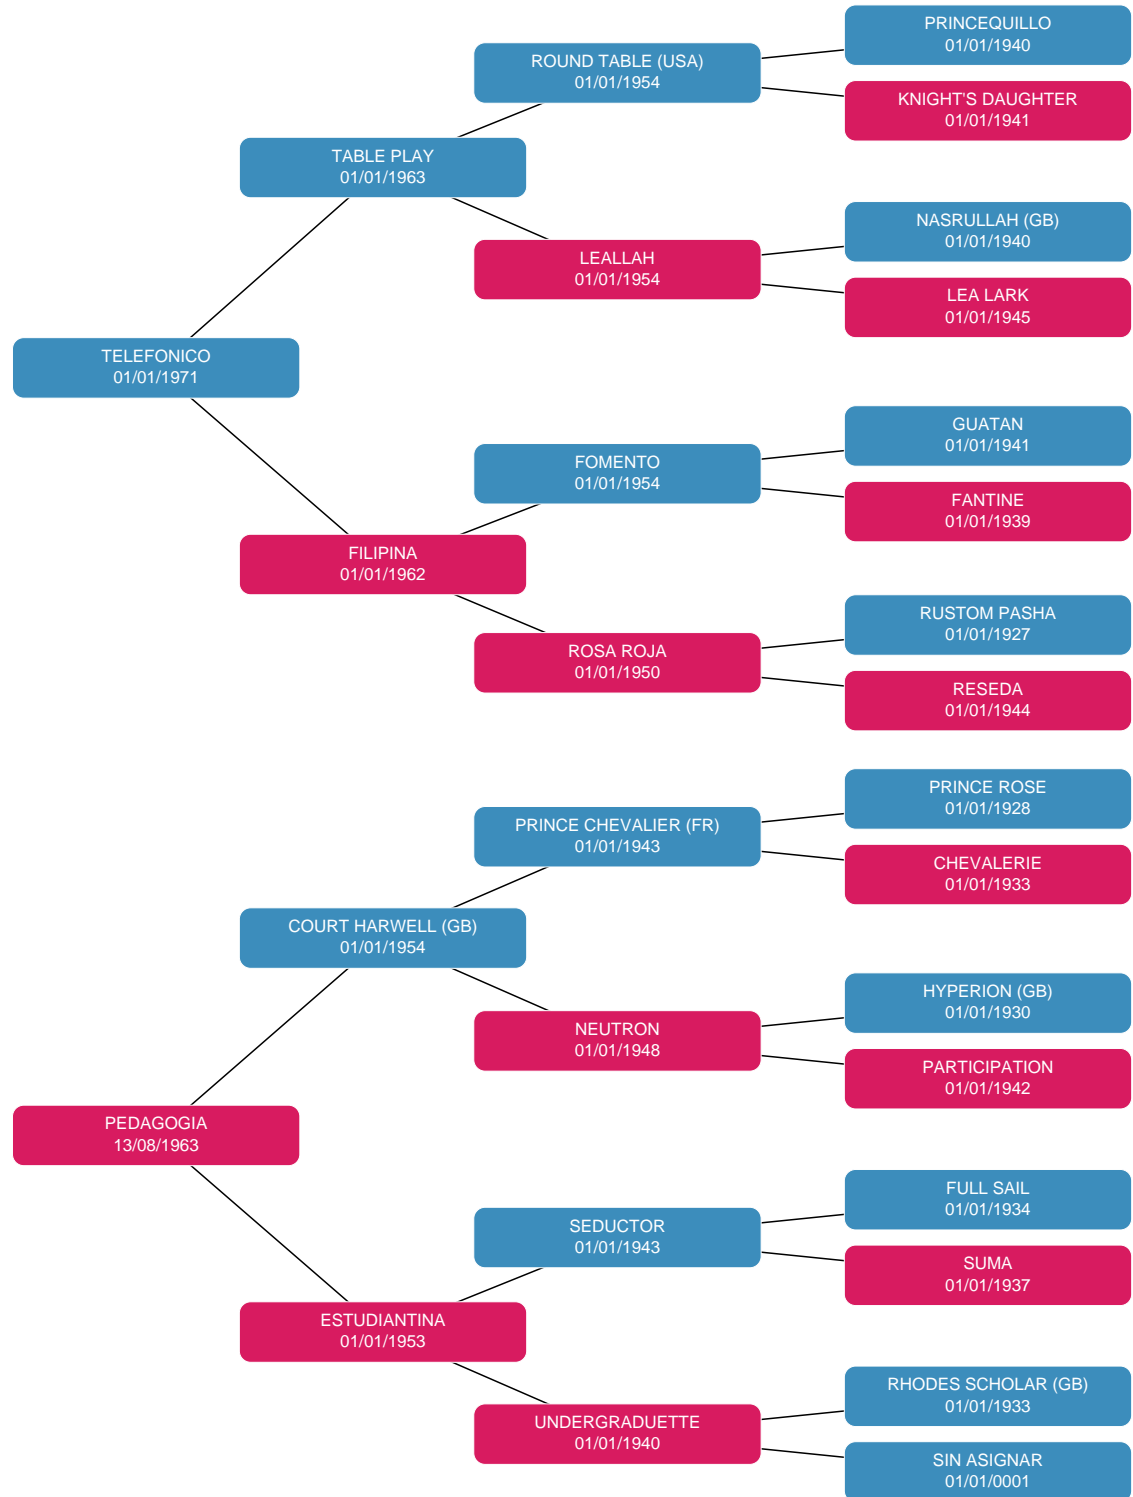 PRINCEQUILLO
01/01/1940
ROUND TABLE (USA)
01/01/1954
KNIGHT'S DAUGHTER
01/01/1941
TABLE PLAY
01/01/1963
NASRULLAH (GB)
01/01/1940
LEALLAH
01/01/1954
LEA LARK
01/01/1945
TELEFONICO
01/01/1971
GUATAN
01/01/1941
FOMENTO
01/01/1954
FANTINE
01/01/1939
FILIPINA
01/01/1962
RUSTOM PASHA
01/01/1927
ROSA ROJA
01/01/1950
RESEDA
01/01/1944
PRINCE ROSE
01/01/1928
PRINCE CHEVALIER (FR)
01/01/1943
CHEVALERIE
01/01/1933
COURT HARWELL (GB)
01/01/1954
HYPERION (GB)
01/01/1930
NEUTRON
01/01/1948
PARTICIPATION
01/01/1942
PEDAGOGIA
13/08/1963
FULL SAIL
01/01/1934
SEDUCTOR
01/01/1943
SUMA
01/01/1937
ESTUDIANTINA
01/01/1953
RHODES SCHOLAR (GB)
01/01/1933
UNDERGRADUETTE
01/01/1940
SIN ASIGNAR
01/01/0001